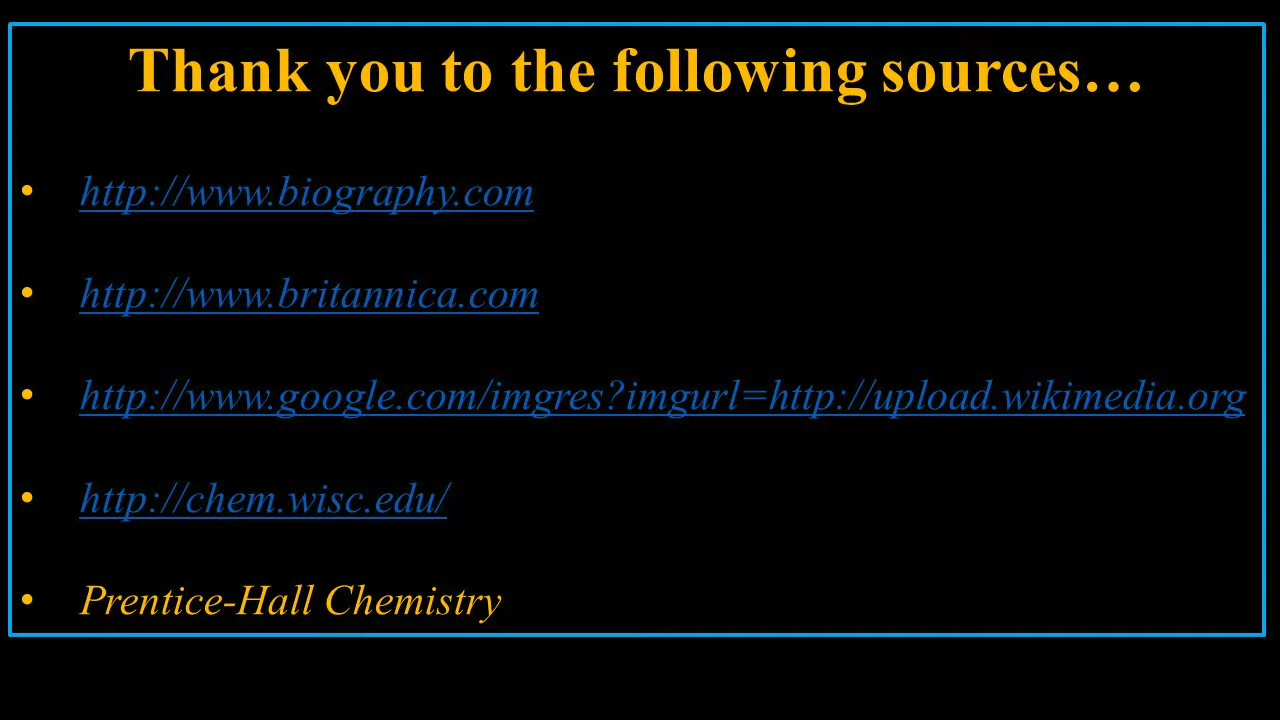 Thank you to the following sources…
• http://www.biography.com
• http://www.britannica.com
• http://www.google.com/imgres?imgurl=http://upload.wikimedia.org
• http://chem.wisc.edu/
• Prentice-Hall Chemistry